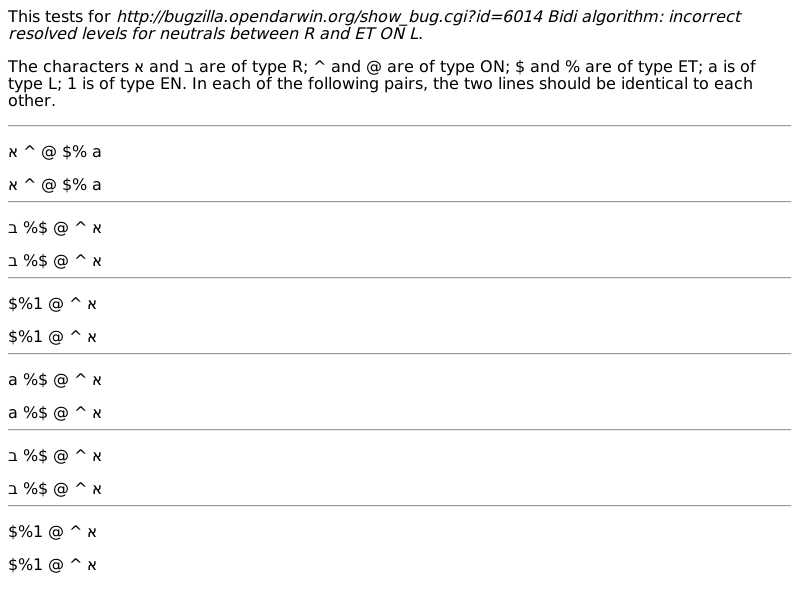 This tests for http://bugzilla.opendarwin.org/show_bug.cgi?id=6014 Bidi algorithm: incorrect
resolved levels for neutrals between R and ET ON L.
The characters א and ב are of type R; ^ and @ are of type ON; $ and % are of type ET; a is of
type L; 1 is of type EN. In each of the following pairs, the two lines should be identical to each
other.
א ^ @ $% a
א ^ @ $% a
א ^ @ $% ב
א ^ @ $% ב
א ^ @ $%1
א ^ @ $%1
א ^ @ $% a
א ^ @ $% a
א ^ @ $% ב
א ^ @ $% ב
א ^ @ $%1
א ^ @ $%1